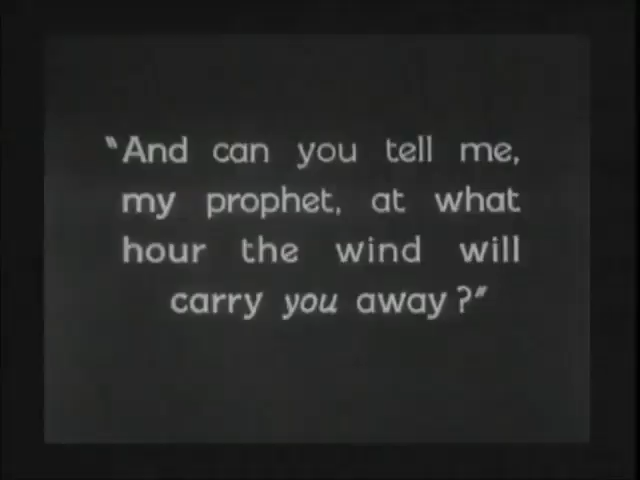 "And can you tell me,
my prophet, at what
hour the wind will
carry you away?"